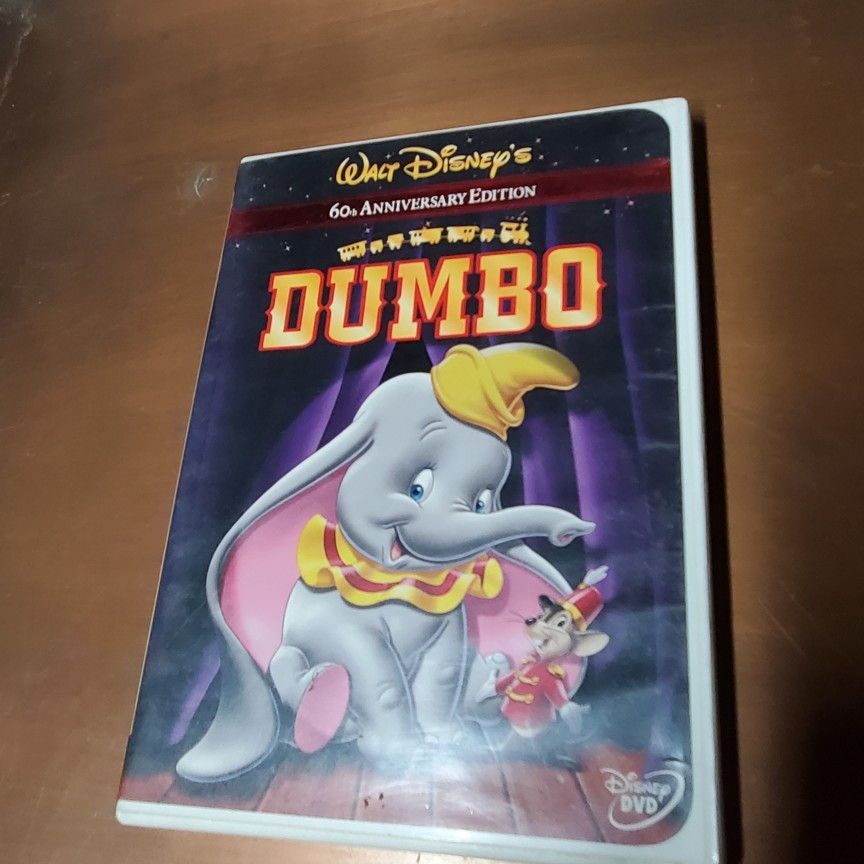 WALT DISNEY'S
60th ANNIVERSARY EDITION
DUMBO
DISNEY
DVD